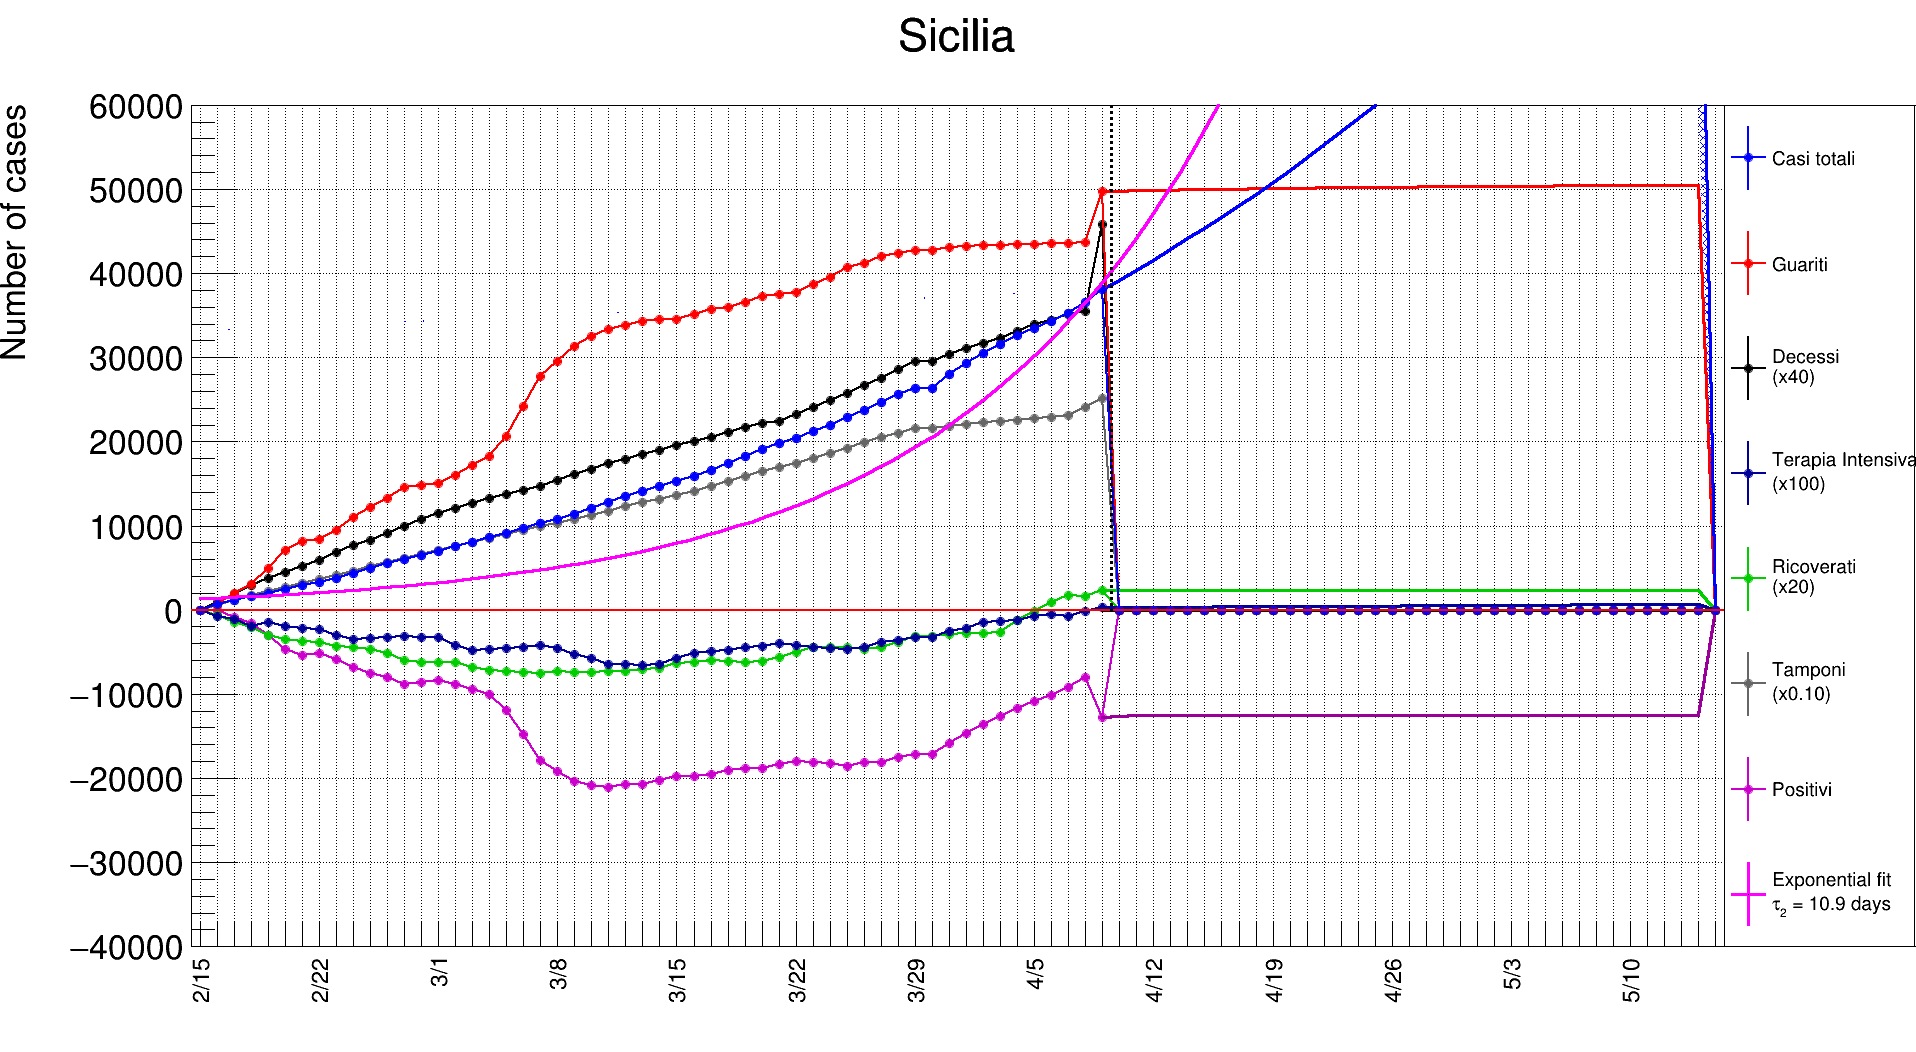 Sicilia
Number of cases
60000
50000
40000
30000
20000
10000
0
−10000
−20000
−30000
−40000
2/15
2/22
3/1
3/8
3/15
3/22
3/29
4/5
4/12
4/19
4/26
5/3
5/10
Casi totali
Guariti
Decessi
(x40)
Terapia Intensiva
(x100)
Ricoverati
(x20)
Tamponi
(x0.10)
Positivi
Exponential fit
τ2 = 10.9 days